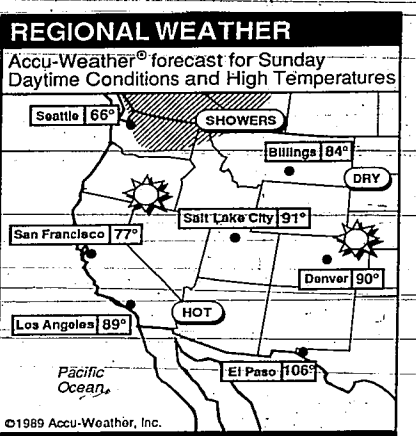 REGIONAL WEATHER
Accu-Weather® forecast for Sunday
Daytime Conditions and High Temperatures
Seattle 66°
SHOWERS
Billings 84°
DRY
Salt Lake City 91°
San Francisco 77°
Denver 90°
HOT
Los Angeles 89°
El Paso 106°
Pacific
Ocean
©1989 Accu-Weather, Inc.